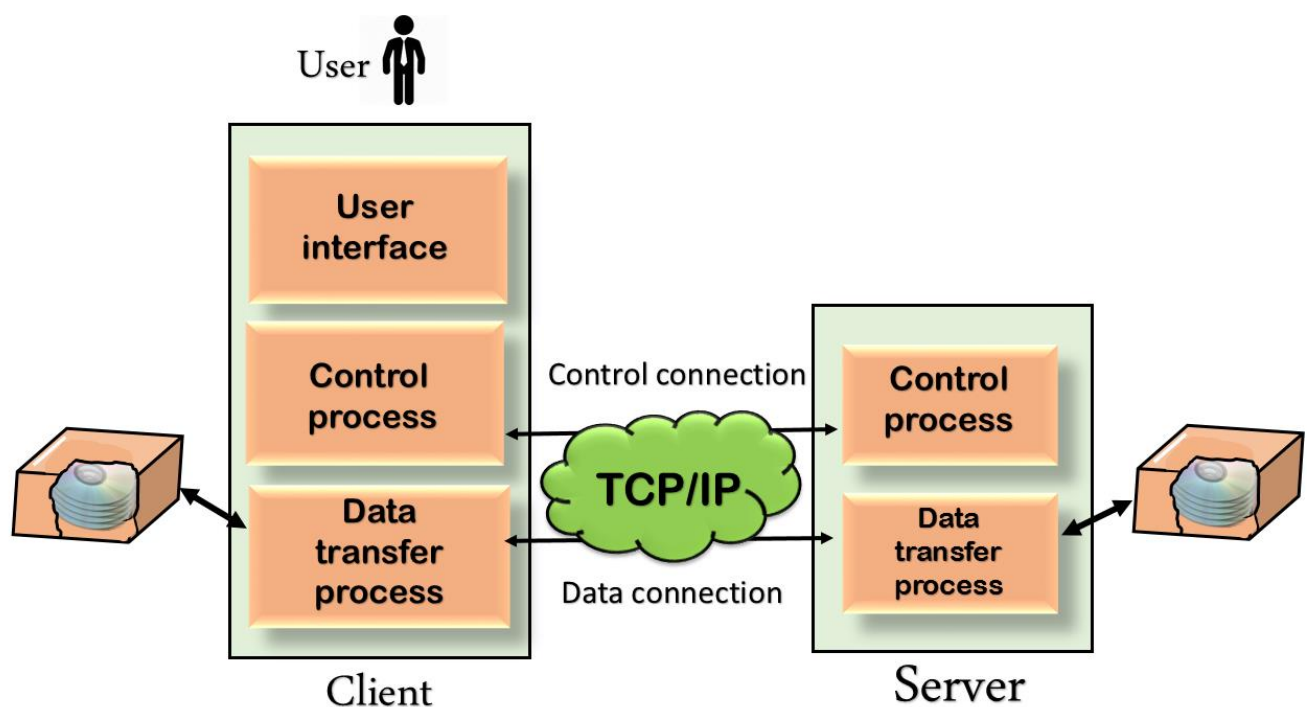 User
User
interface
Control
process
Data
transfer
process
Client
Control connection
TCP/IP
Data connection
Control
process
Data
transfer
process
Server